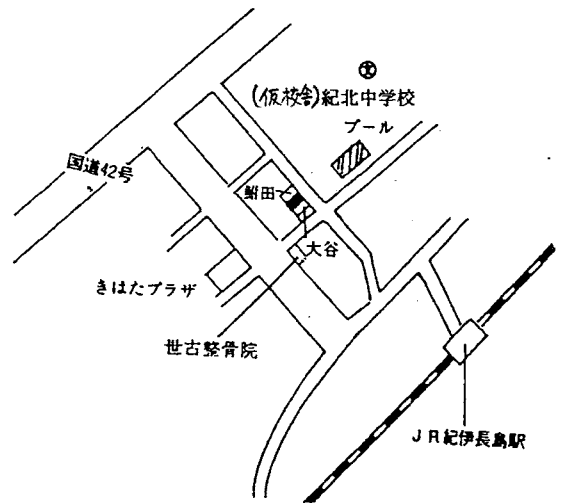 文
(仮校舎)紀北中学校
プール
国道42号
鮒田
大谷
きはたプラザ
世古整骨院
JR紀伊長島駅